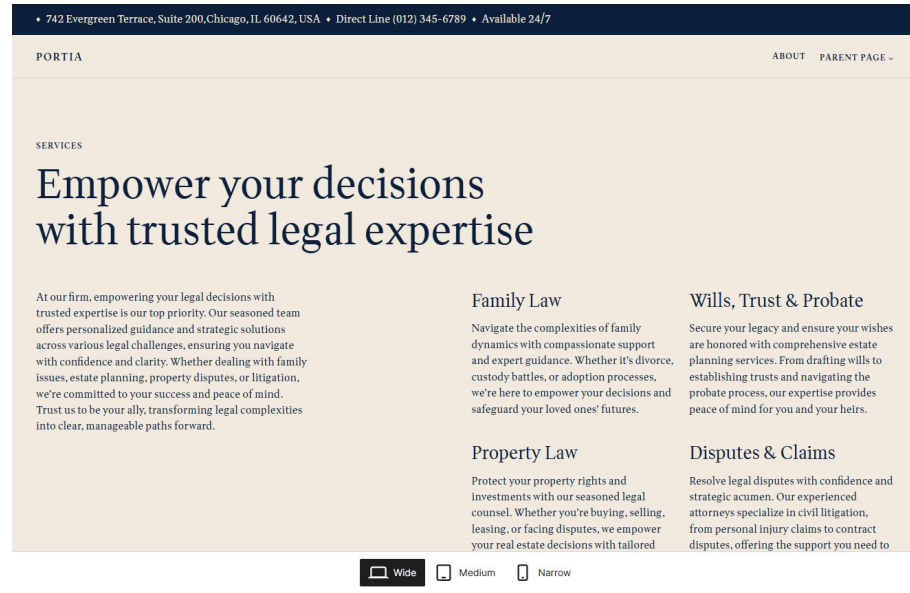 ♦ 742 Evergreen Terrace, Suite 200,Chicago, IL 60642, USA ♦ Direct Line (012) 345-6789 ♦ Available 24/7
PORTIA
ABOUT PARENT PAGE
SERVICES
Empower your decisions
with trusted legal expertise
At our firm, empowering your legal decisions with
trusted expertise is our top priority. Our seasoned team
offers personalized guidance and strategic solutions
across various legal challenges, ensuring you navigate
with confidence and clarity. Whether dealing with family
issues, estate planning, property disputes, or litigation,
we're committed to your success and peace of mind.
Trust us to be your ally, transforming legal complexities
into clear, manageable paths forward.
Family Law
Navigate the complexities of family
dynamics with compassionate support
and expert guidance. Whether it's divorce,
custody battles, or adoption processes,
we're here to empower your decisions and
safeguard your loved ones' futures.
Wills, Trust & Probate
Secure your legacy and ensure your wishes
are honored with comprehensive estate
planning services. From drafting wills to
establishing trusts and navigating the
probate process, our expertise provides
peace of mind for you and your heirs.
Property Law
Protect your property rights and
investments with our seasoned legal
counsel. Whether you're buying, selling,
leasing, or facing disputes, we empower
your real estate decisions with tailored
Disputes & Claims
Resolve legal disputes with confidence and
strategic acumen. Our experienced
attorneys specialize in civil litigation,
from personal injury claims to contract
disputes, offering the support you need to
Wide Medium Narrow